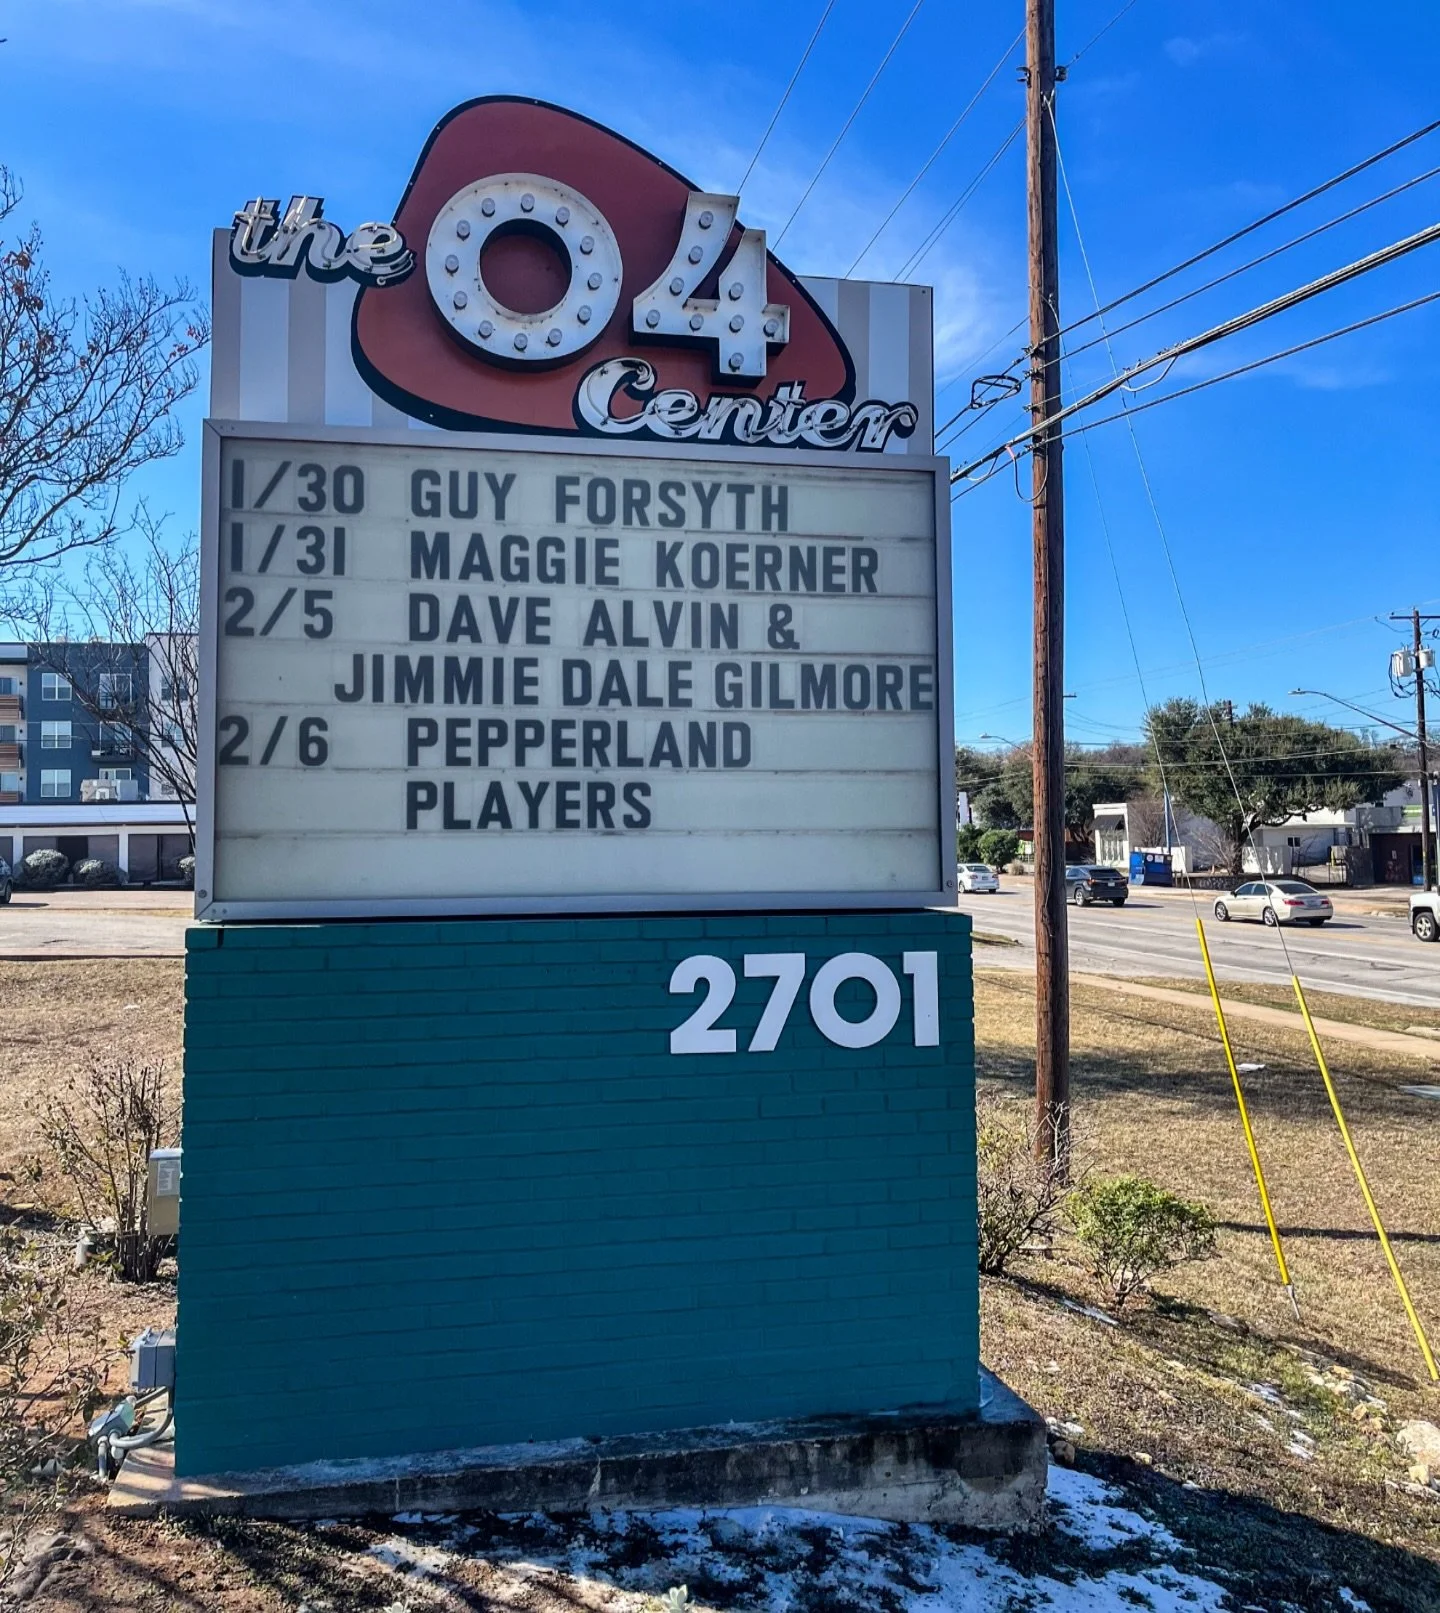 the 04
Center
1/30 GUY FORSYTH
1/31 MAGGIE KOERNER
2/5 DAVE ALVIN &
JIMMIE DALE GILMORE
2/6 PEPPERLAND
PLAYERS
2701